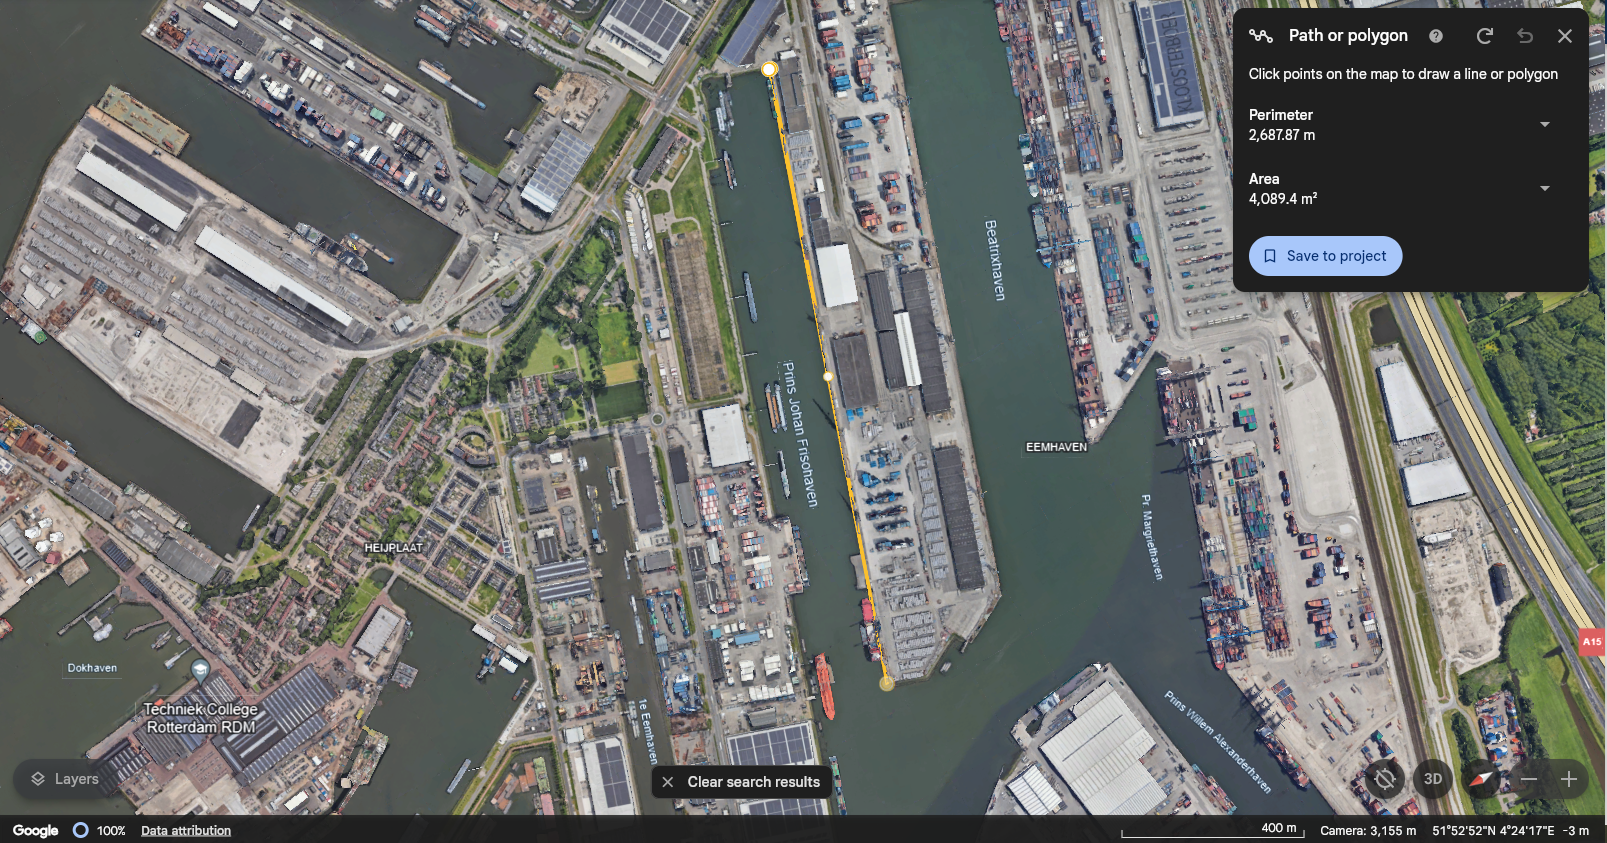 Path or polygon
Click points on the map to draw a line or polygon
Perimeter
2,687.87 m
Area
4,089.4 m²
Save to project
Beatrixhaven
Prins Johan Frisohaven
EEMHAVEN
Pr. Margriethaven
HEIJPLAAT
Dokhaven
Techniek College
Rotterdam RDM
1e Eemhaven
Prins Willem Alexanderhaven
A15
Layers
Clear search results
3D
Google
100%
Data attribution
400 m
Camera: 3,155 m
51°52'52"N 4°24'17"E
-3 m